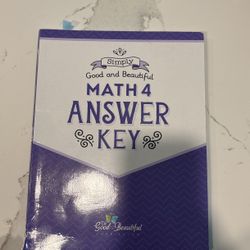 Simply
Good and Beautiful
MATH 4
ANSWER
KEY
Good and Beautiful